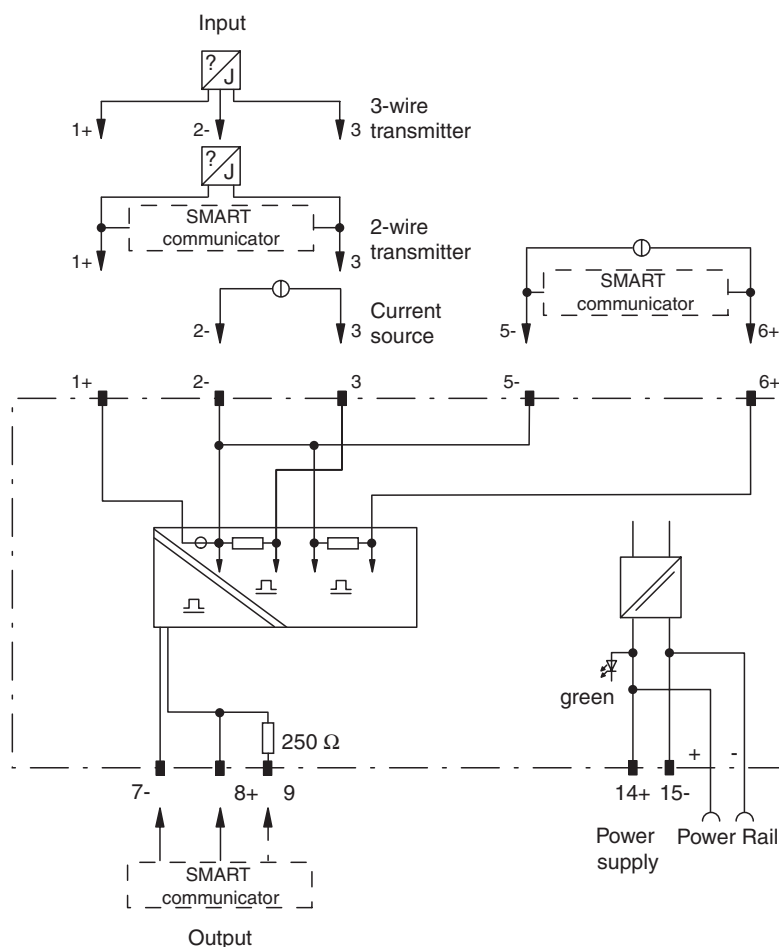 Input
?
J
1+ 2- 3 3-wire
transmitter
?
J
SMART
communicator
1+ 3 2-wire
transmitter
2- 3 Current
source
SMART
communicator
5- 6+
1+ 2- 3 5- 6+
green
250 Ω
+ -
7- 8+ 9 14+ 15-
Power
supply
Power Rail
SMART
communicator
Output